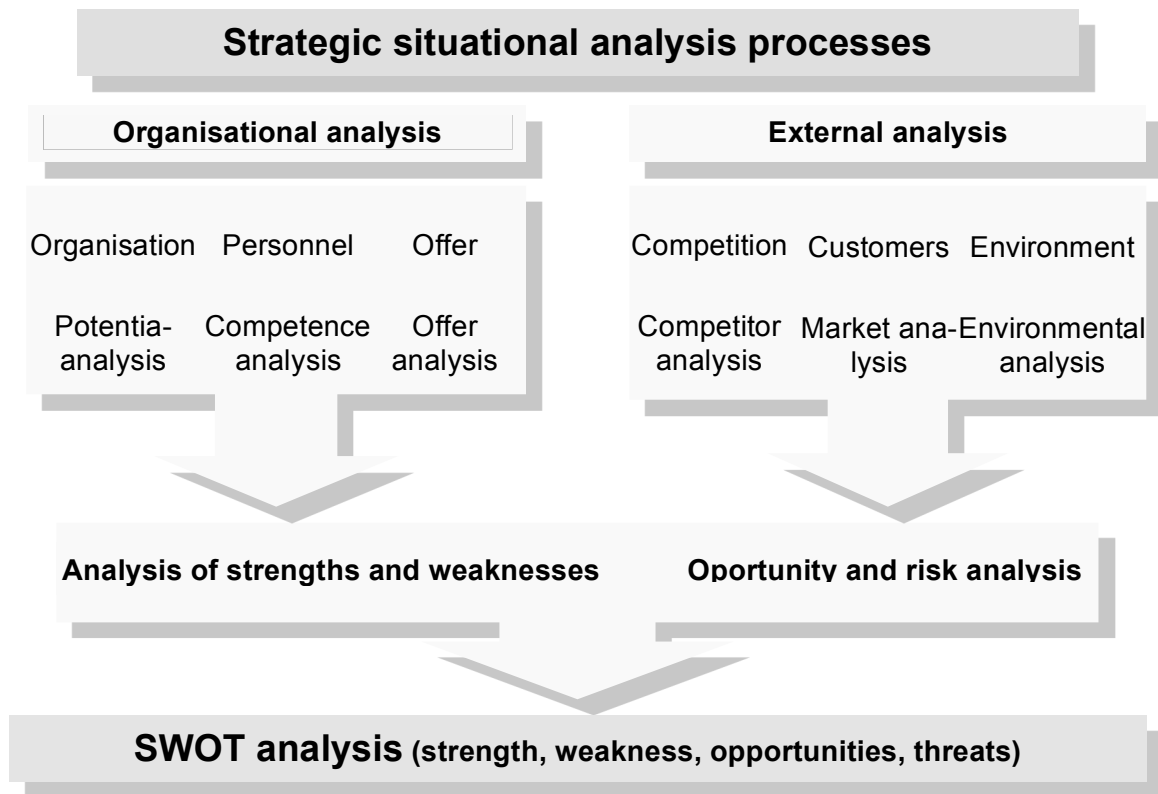 Strategic situational analysis processes
Organisational analysis
External analysis
Organisation Personnel Offer
Potentia- Competence Offer
analysis analysis analysis
Competition Customers Environment
Competitor Market ana- Environmental
analysis lysis analysis
Analysis of strengths and weaknesses
Oportunity and risk analysis
SWOT analysis (strength, weakness, opportunities, threats)